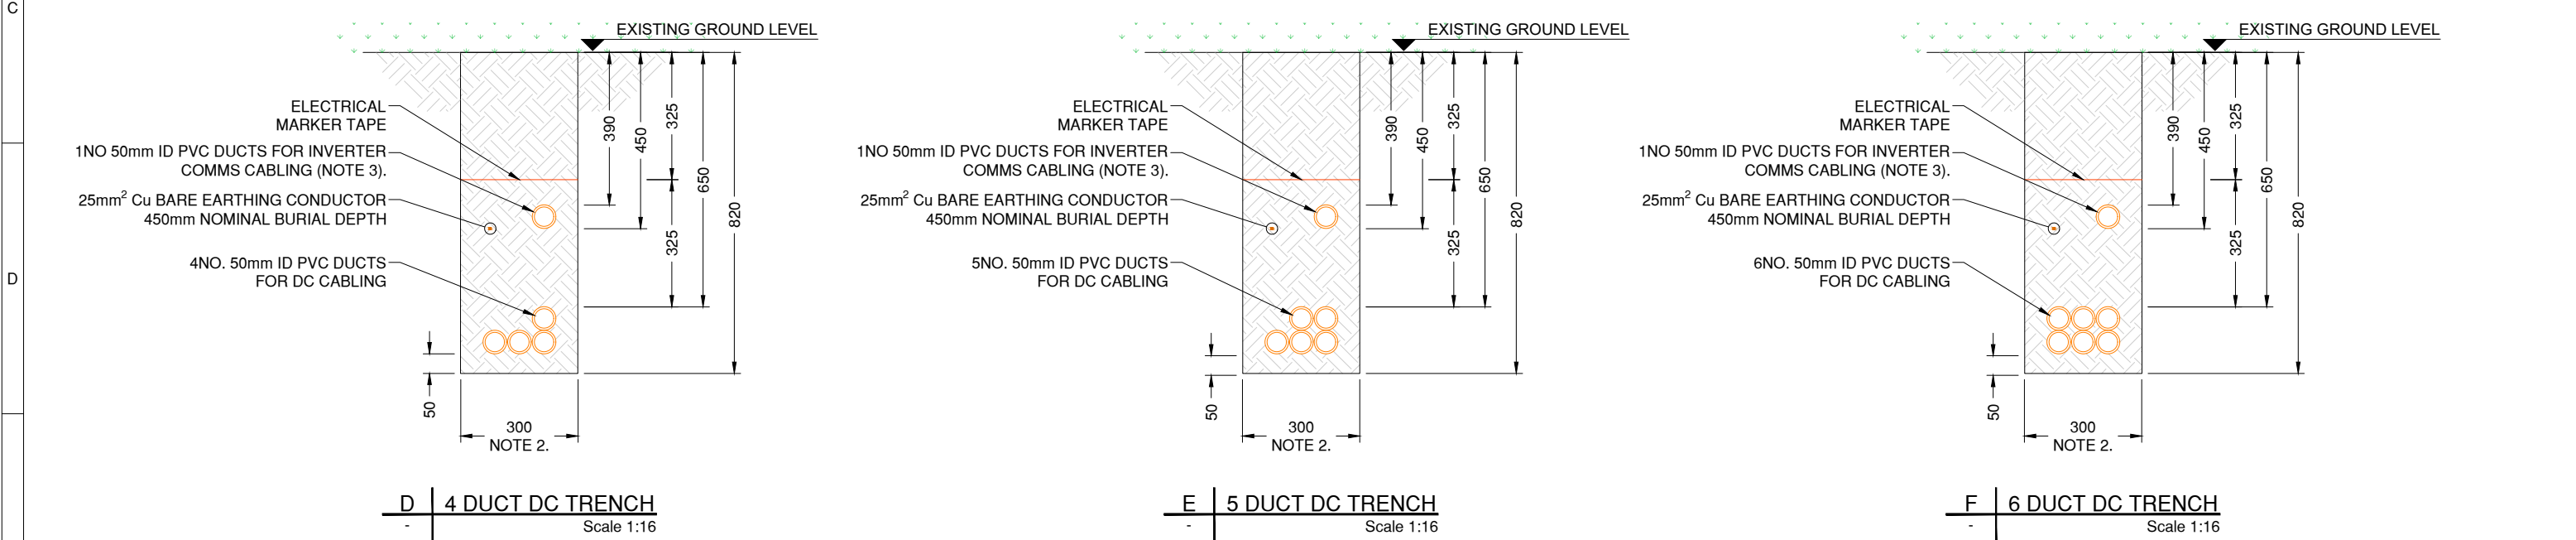 C
D
EXISTING GROUND LEVEL
ELECTRICAL
MARKER TAPE
1NO 50mm ID PVC DUCTS FOR INVERTER
COMMS CABLING (NOTE 3).
25mm² Cu BARE EARTHING CONDUCTOR
450mm NOMINAL BURIAL DEPTH
4NO. 50mm ID PVC DUCTS
FOR DC CABLING
390
450
325
325
650
820
50
300
NOTE 2.
D
-
4 DUCT DC TRENCH
Scale 1:16
EXISTING GROUND LEVEL
ELECTRICAL
MARKER TAPE
1NO 50mm ID PVC DUCTS FOR INVERTER
COMMS CABLING (NOTE 3).
25mm² Cu BARE EARTHING CONDUCTOR
450mm NOMINAL BURIAL DEPTH
5NO. 50mm ID PVC DUCTS
FOR DC CABLING
390
450
325
325
650
820
50
300
NOTE 2.
E
-
5 DUCT DC TRENCH
Scale 1:16
EXISTING GROUND LEVEL
ELECTRICAL
MARKER TAPE
1NO 50mm ID PVC DUCTS FOR INVERTER
COMMS CABLING (NOTE 3).
25mm² Cu BARE EARTHING CONDUCTOR
450mm NOMINAL BURIAL DEPTH
6NO. 50mm ID PVC DUCTS
FOR DC CABLING
390
450
325
325
650
820
50
300
NOTE 2.
F
-
6 DUCT DC TRENCH
Scale 1:16